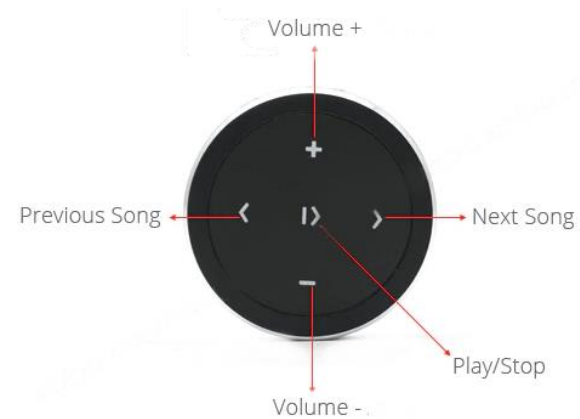 Volume +
Previous Song
Next Song
Play/Stop
Volume -